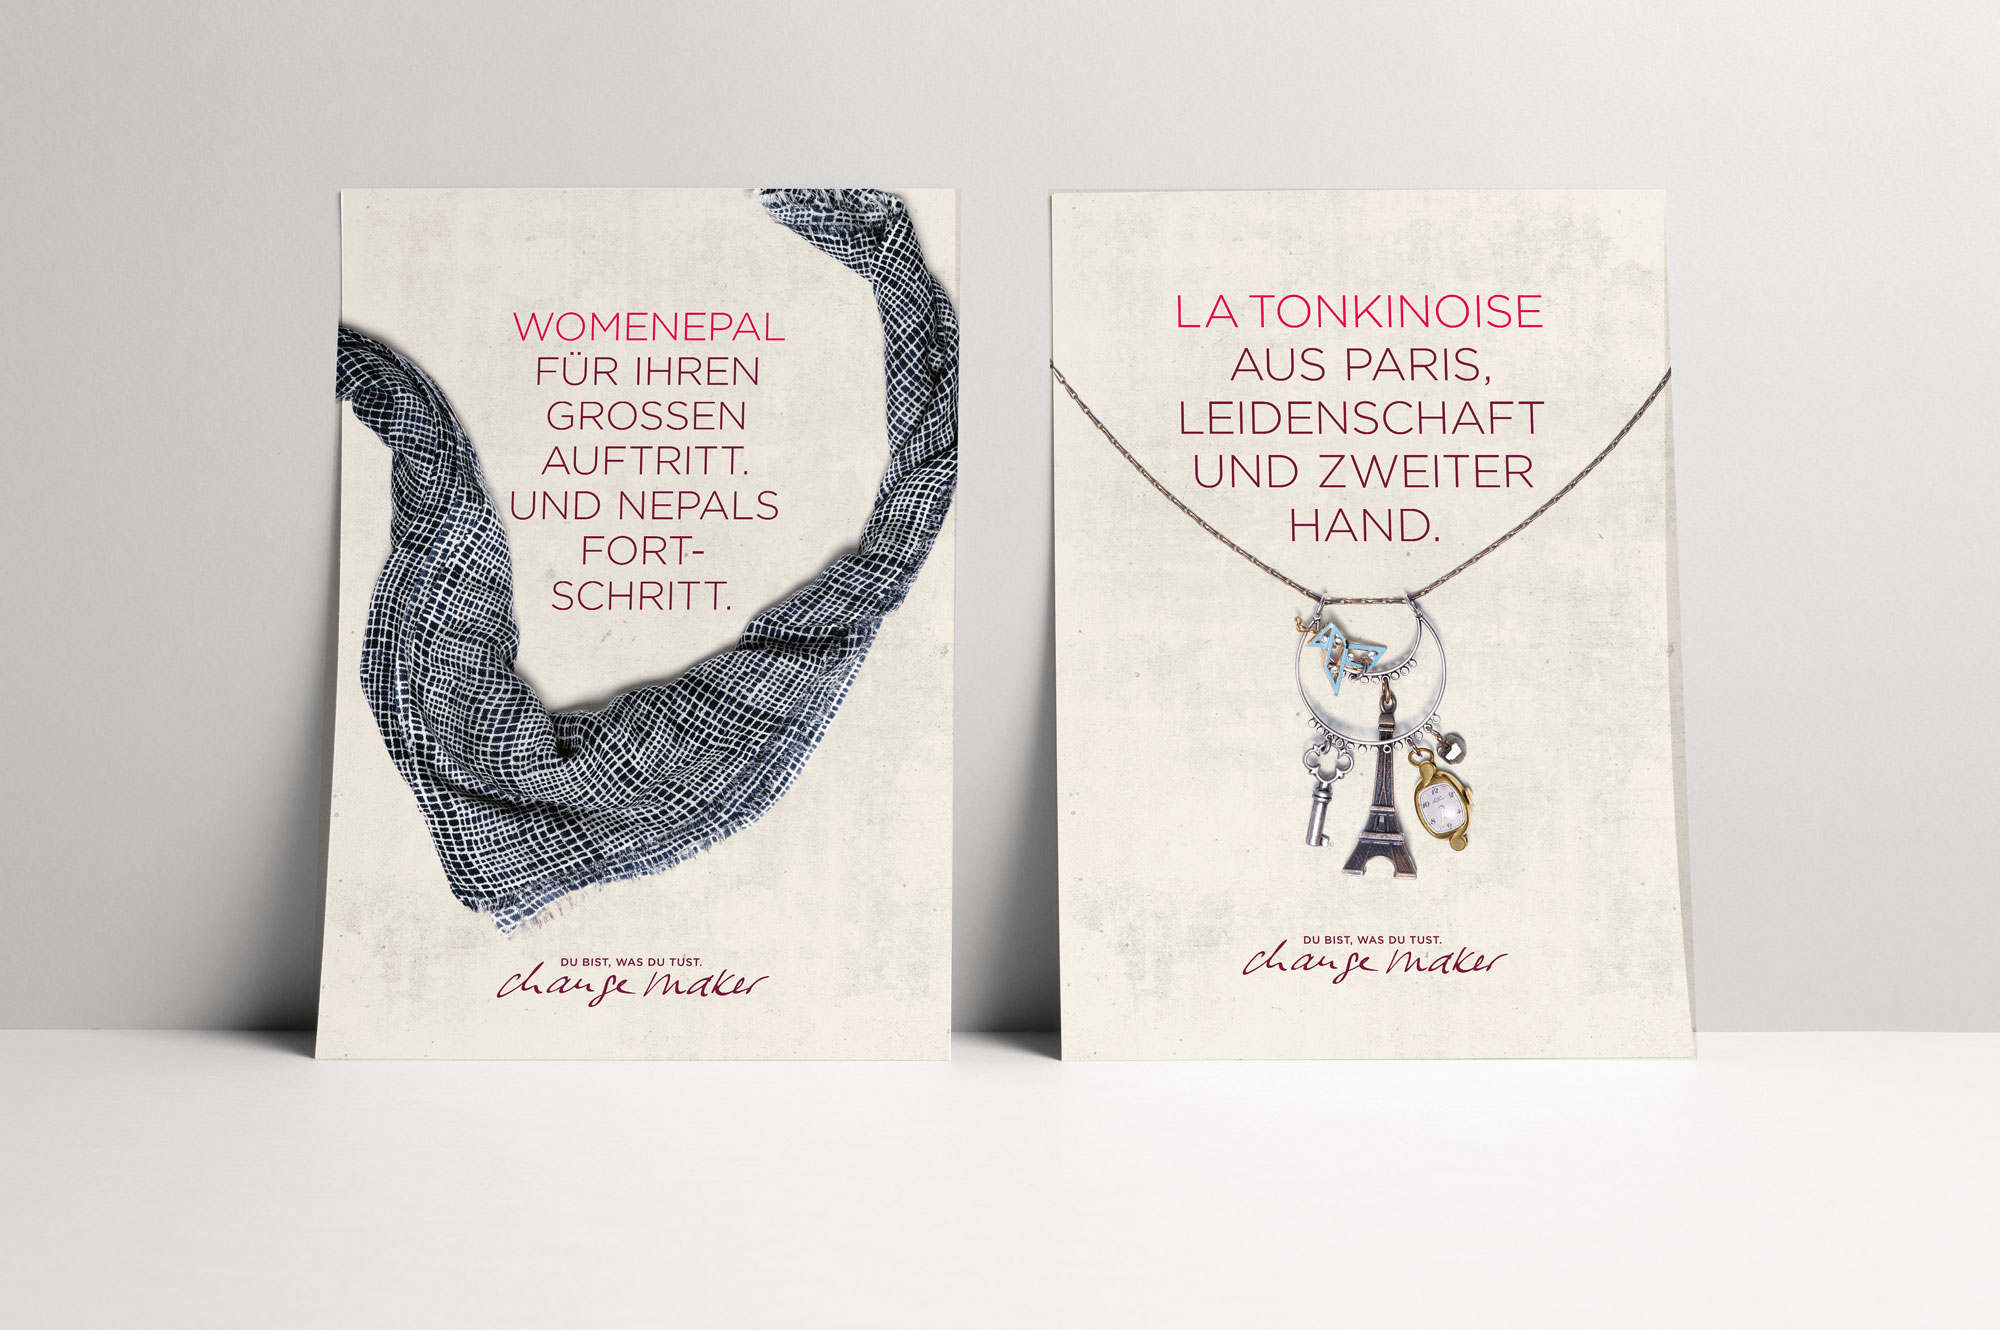 WOMENEPAL
FÜR IHREN
GROSSEN
AUFTRITT.
UND NEPALS
FORT-
SCHRITT.
DU BIST, WAS DU TUST.
change maker
LA TONKINOISE
AUS PARIS,
LEIDENSCHAFT
UND ZWEITER
HAND.
DU BIST, WAS DU TUST.
change maker